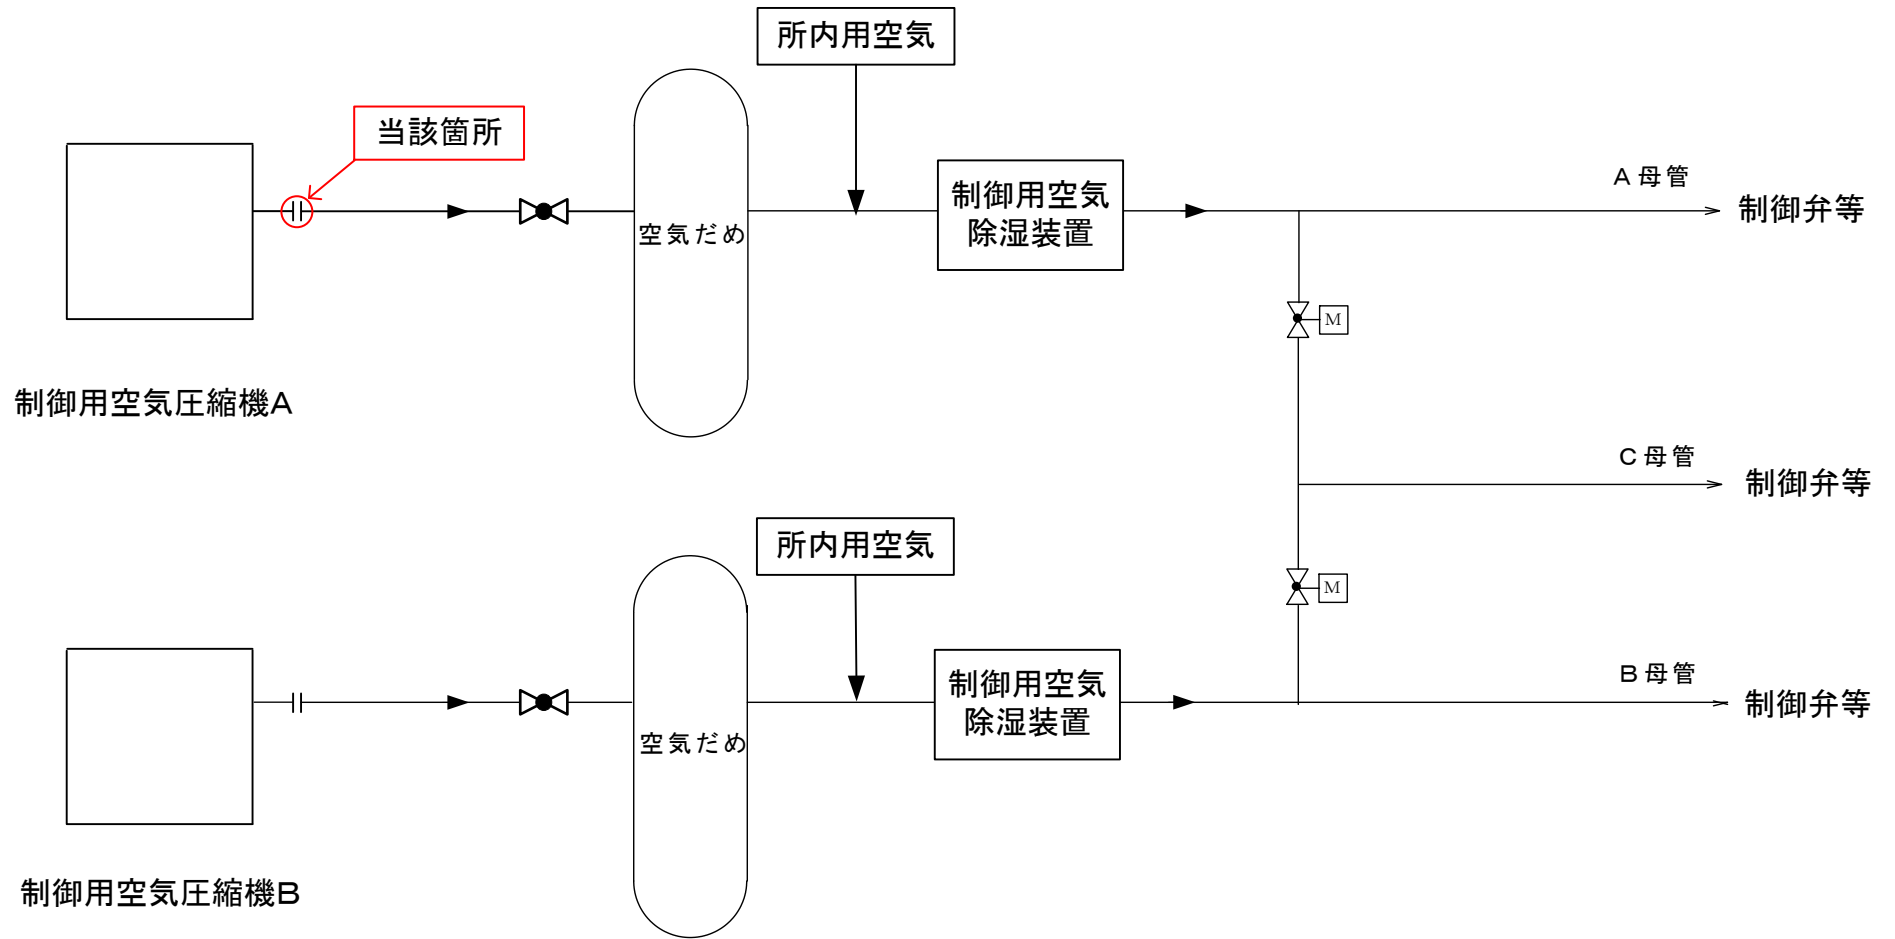 所内用空気
当該箇所
A母管
制御弁等
制御用空気
除湿装置
空気だめ
M
制御用空気圧縮機A
C母管
制御弁等
所内用空気
M
B母管
制御弁等
制御用空気
除湿装置
空気だめ
制御用空気圧縮機B